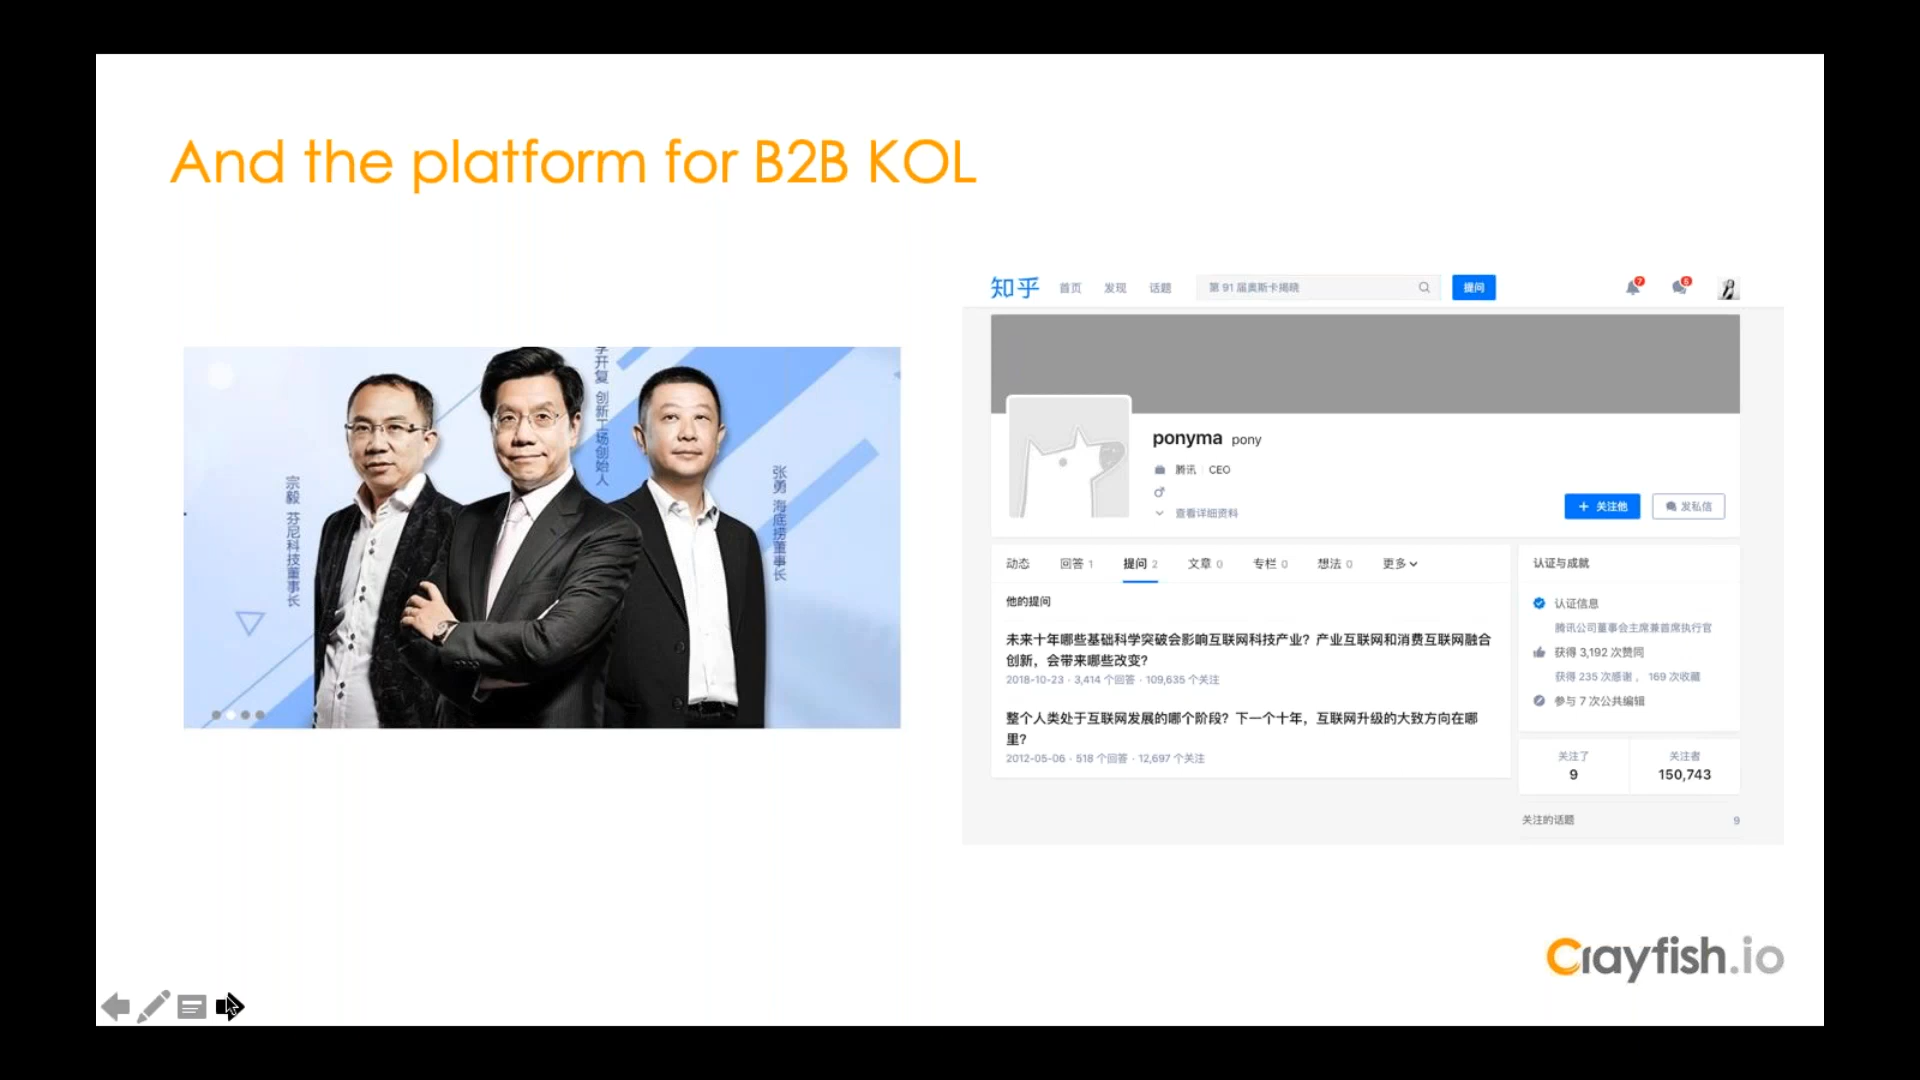 And the platform for B2B KOL
宗毅 芬尼科技董事长
李开复 创新工场创始人
张勇 海底捞董事长
知乎 首页 发现 话题 第 91 届奥斯卡揭晓 提问 7 6
ponyma pony
腾讯 CEO
查看详细资料
关注他 发私信
动态 回答 1 提问 2 文章 0 专栏 0 想法 0 更多
他的提问
未来十年哪些基础科学突破会影响互联网科技产业？产业互联网和消费互联网融合
创新，会带来哪些改变？
2018-10-23 · 3,414 个回答 · 109,635 个关注
整个人类处于互联网发展的哪个阶段？下一个十年，互联网升级的大致方向在哪
里？
2012-05-06 · 518 个回答 · 12,697 个关注
认证与成就
认证信息
腾讯公司董事会主席兼首席执行官
获得 3,192 次赞同
获得 235 次感谢 ，169 次收藏
参与 7 次公共编辑
关注了 关注者
9 150,743
关注的话题 9
Crayfish.io